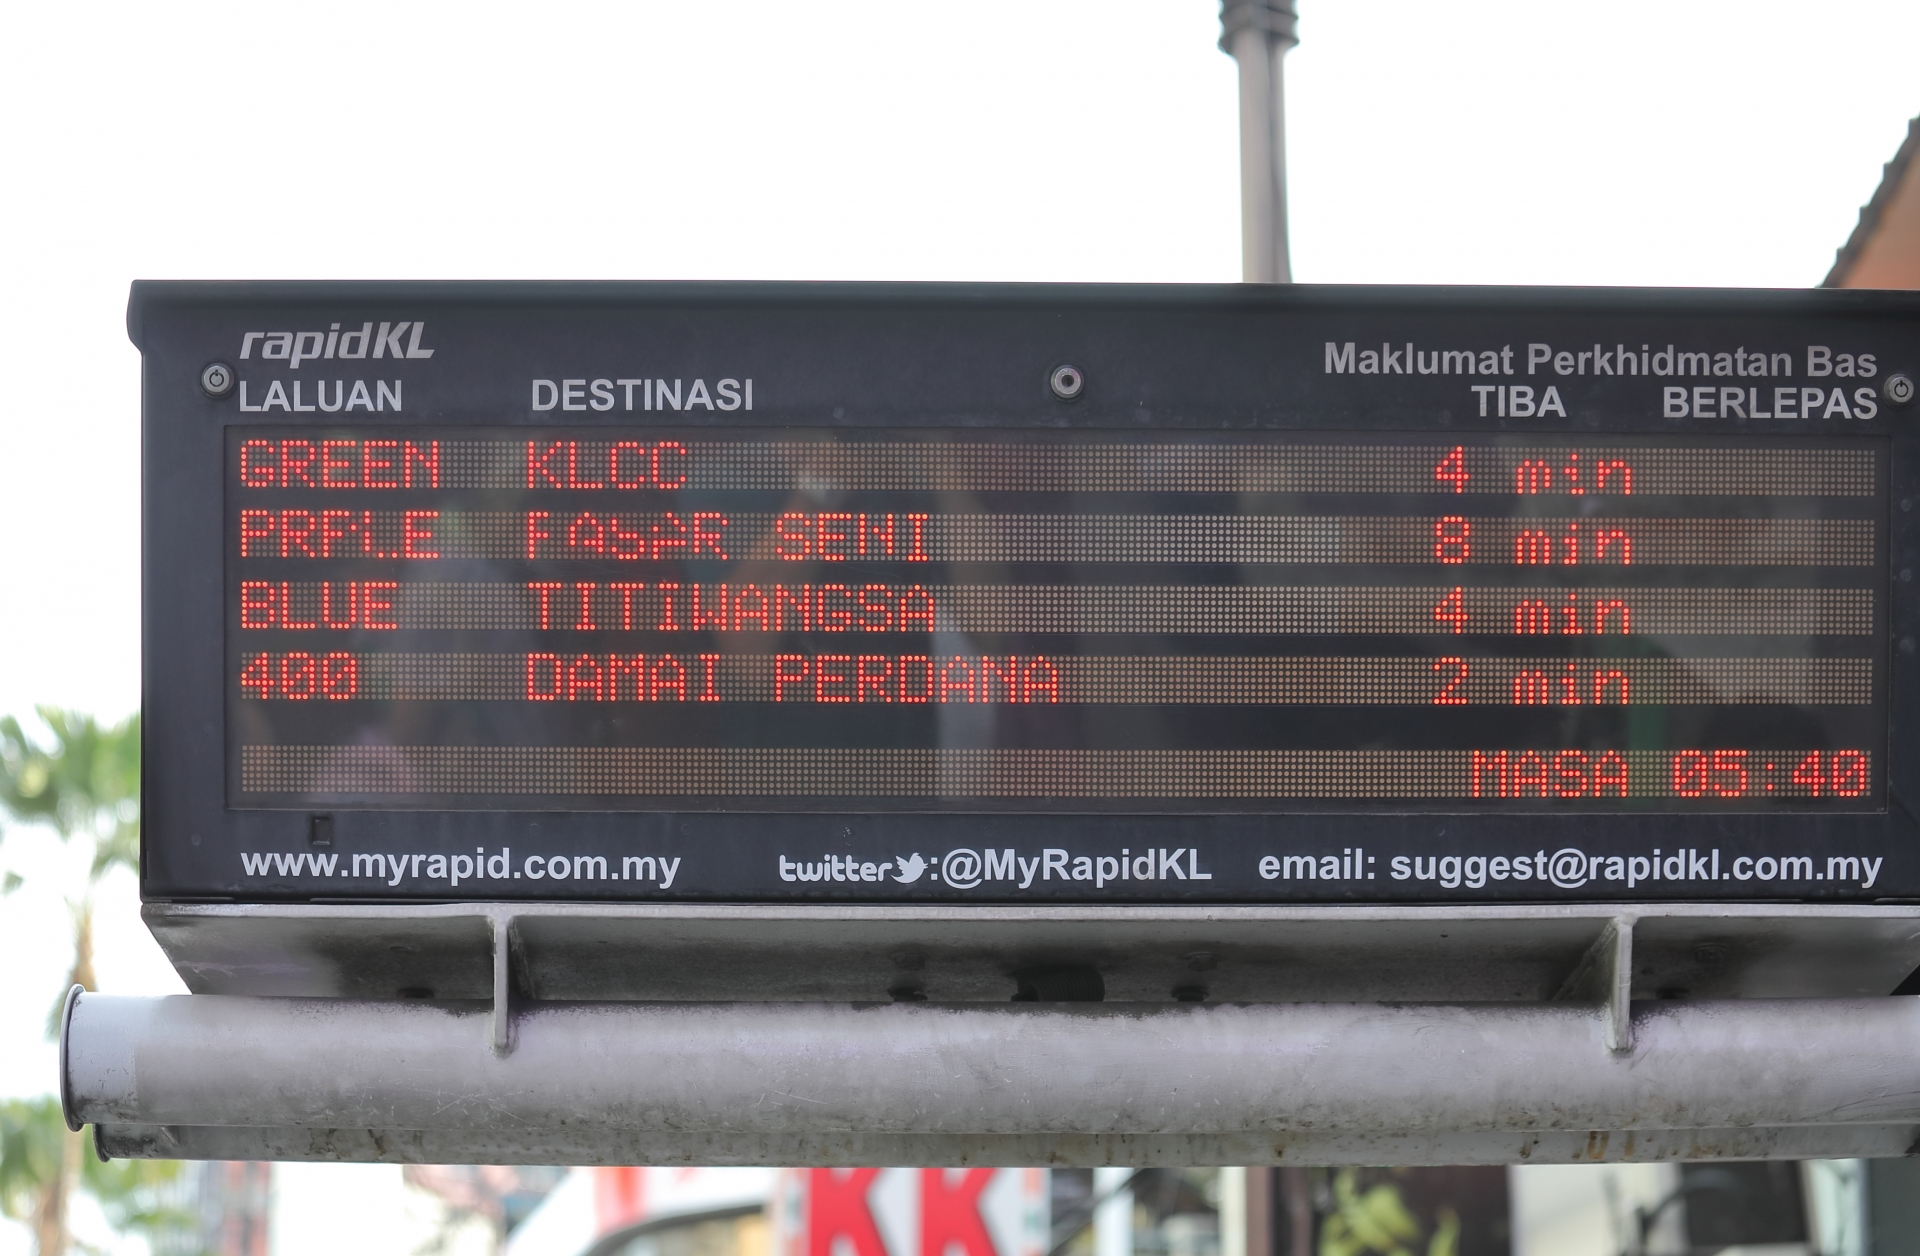 rapidKL
Maklumat Perkhidmatan Bas
LALUAN DESTINASI TIBA BERLEPAS
GREEN KLCC 4 min
PRPLE PASAR SENI 8 min
BLUE TITIWANGSA 4 min
400 DAMAI PERDANA 2 min
MASA 05:40
www.myrapid.com.my twitter:@MyRapidKL email: suggest@rapidkl.com.my
KK